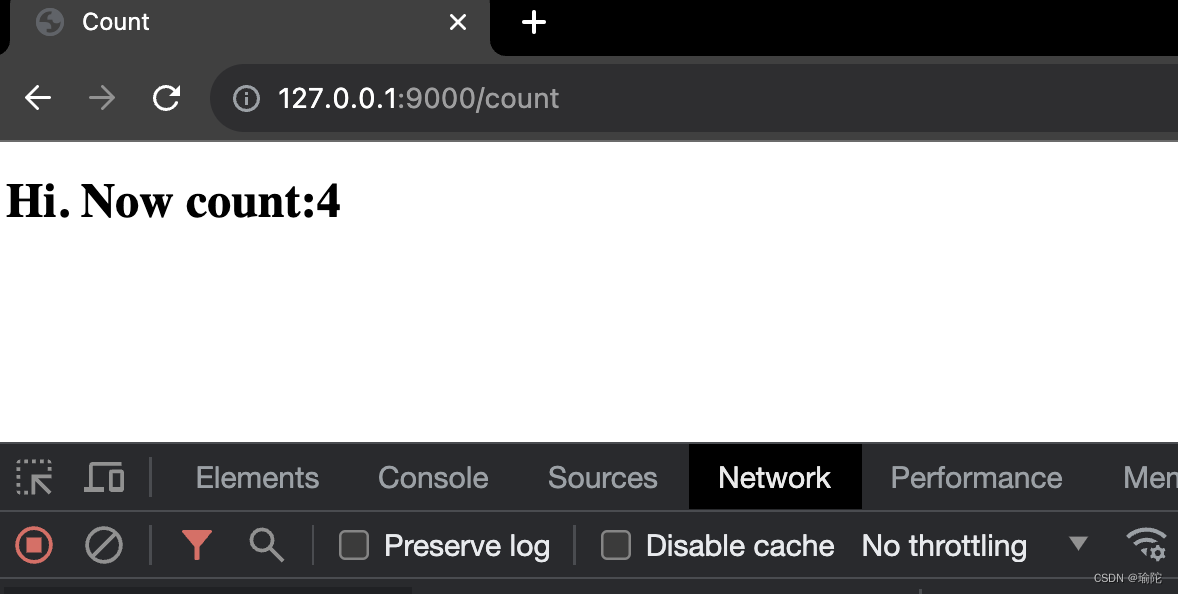 Count
127.0.0.1:9000/count
Hi. Now count:4
Elements Console Sources Network Performance Mem
Preserve log Disable cache No throttling
CSDN @瑜陀